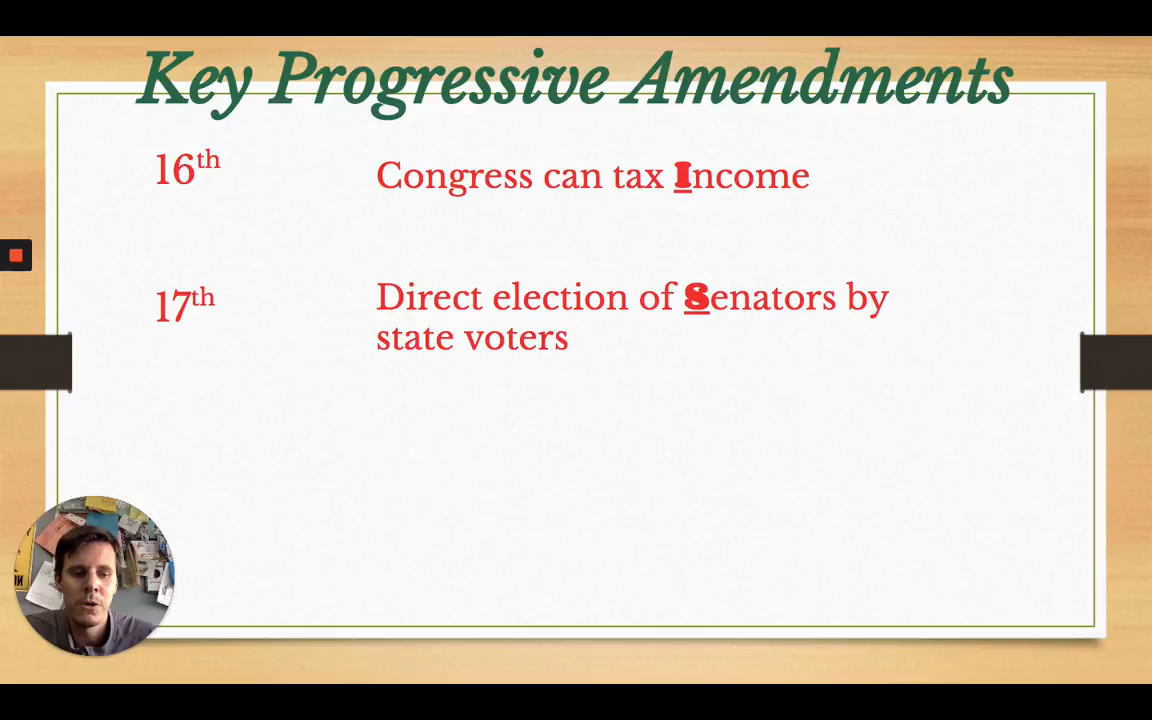 Key Progressive Amendments
16th
Congress can tax Income
17th
Direct election of Senators by
state voters